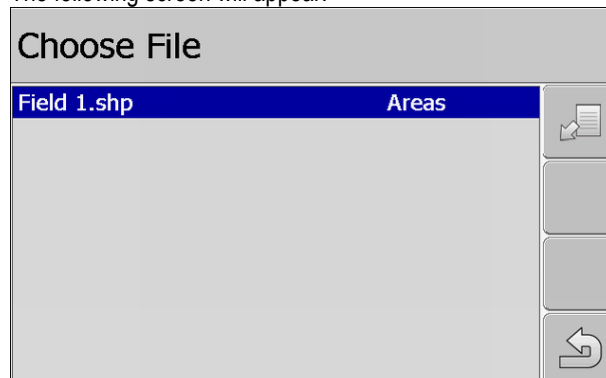 The following screen will appear:
Choose File
Field 1.shp Areas